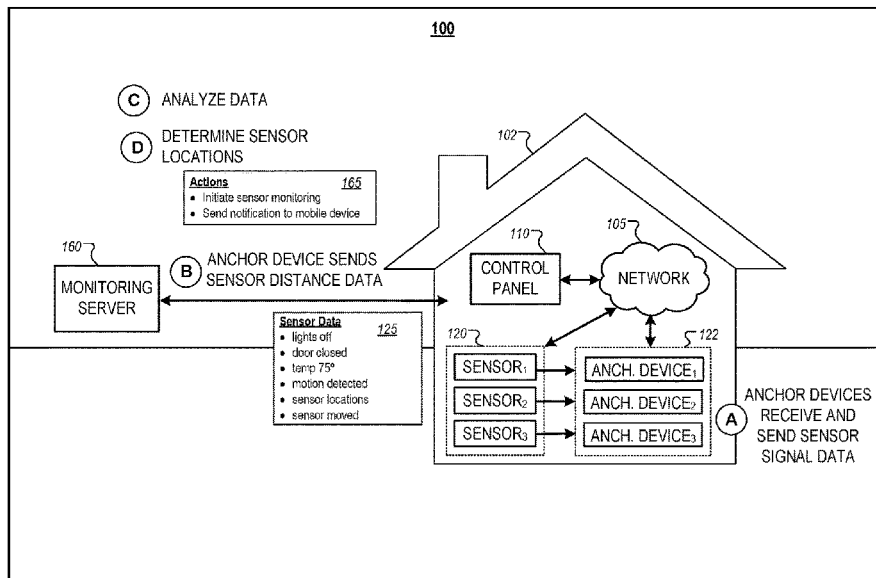 100
C ANALYZE DATA
D DETERMINE SENSOR
LOCATIONS
102
Actions 165
• Initiate sensor monitoring
• Send notification to mobile device
105
110
CONTROL
PANEL
NETWORK
160
MONITORING
SERVER
B ANCHOR DEVICE SENDS
SENSOR DISTANCE DATA
Sensor Data 125
• lights off
• door closed
• temp 75º
• motion detected
• sensor locations
• sensor moved
120
122
SENSOR1
ANCH. DEVICE1
SENSOR2
ANCH. DEVICE2
SENSOR3
ANCH. DEVICE3
A ANCHOR DEVICES
RECEIVE AND
SEND SENSOR
SIGNAL DATA